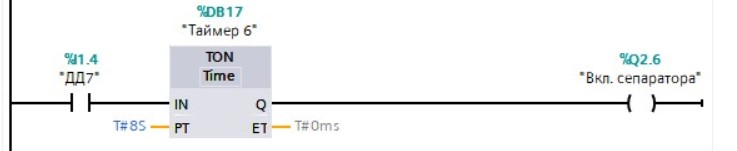 %DB17
"Таймер 6"
%I1.4
"ДД7"
TON
Time
%Q2.6
"Вкл. сепаратора"
IN
Q
T#8S
PT
ET
T#0ms